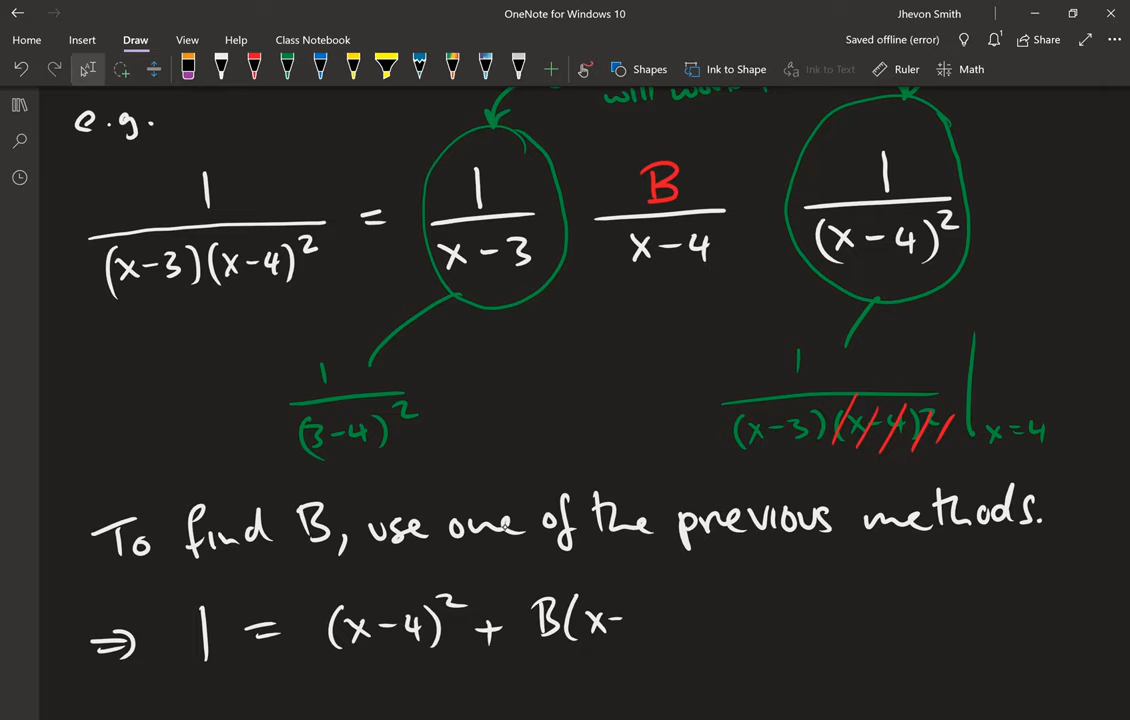 OneNote for Windows 10
Jhevon Smith
Home Insert Draw View Help Class Notebook
Saved offline (error)
Share
Shapes
Ink to Shape
Ink to Text
Ruler
Math
will
e.g.
1/((x-3)(x-4)²) = 1/(x-3) B/(x-4) 1/(x-4)²
1/(3-4)²
1/((x-3)(x-4)²) | x=4
To find B, use one of the previous methods.
⇒ 1 = (x-4)² + B(x-